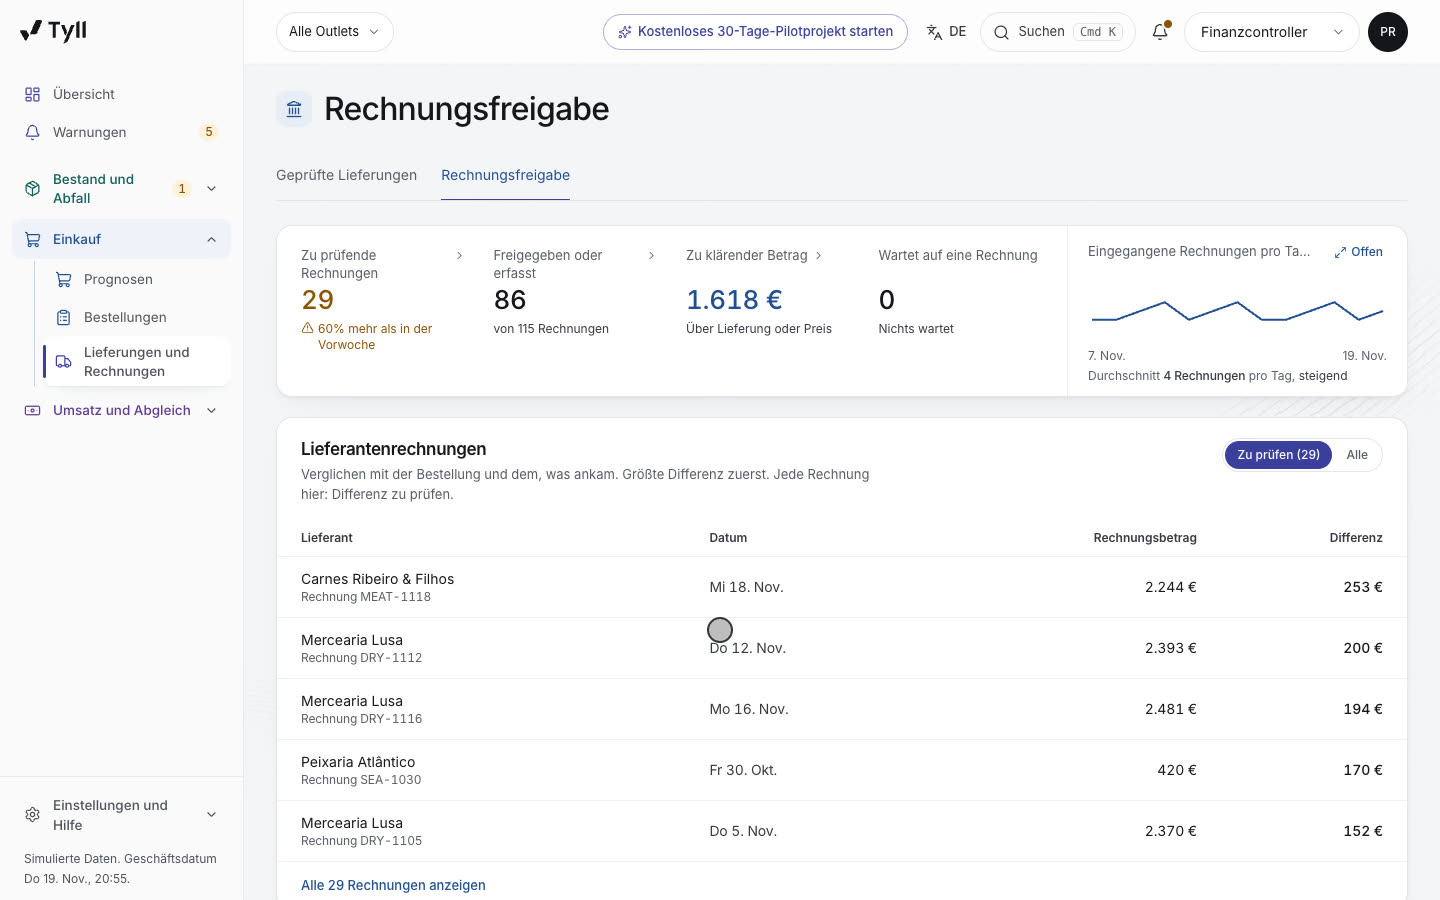 Tyll
Alle Outlets
Kostenloses 30-Tage-Pilotprojekt starten
DE
Suchen
Cmd K
Finanzcontroller
PR
Übersicht
Warnungen
5
Bestand und
Abfall
1
Einkauf
Prognosen
Bestellungen
Lieferungen und
Rechnungen
Umsatz und Abgleich
Einstellungen und
Hilfe
Simulierte Daten. Geschäftsdatum
Do 19. Nov., 20:55.
Rechnungsfreigabe
Geprüfte Lieferungen
Rechnungsfreigabe
Zu prüfende
Rechnungen
29
60% mehr als in der
Vorwoche
Freigegeben oder
erfasst
86
von 115 Rechnungen
Zu klärender Betrag
1.618 €
Über Lieferung oder Preis
Wartet auf eine Rechnung
0
Nichts wartet
Eingegangene Rechnungen pro Ta...
Offen
7. Nov.
19. Nov.
Durchschnitt 4 Rechnungen pro Tag, steigend
Lieferantenrechnungen
Verglichen mit der Bestellung und dem, was ankam. Größte Differenz zuerst. Jede Rechnung
hier: Differenz zu prüfen.
Zu prüfen (29)
Alle
Lieferant Datum Rechnungsbetrag Differenz
Carnes Ribeiro & Filhos
Rechnung MEAT-1118
Mi 18. Nov. 2.244 € 253 €
Mercearia Lusa
Rechnung DRY-1112
Do 12. Nov. 2.393 € 200 €
Mercearia Lusa
Rechnung DRY-1116
Mo 16. Nov. 2.481 € 194 €
Peixaria Atlântico
Rechnung SEA-1030
Fr 30. Okt. 420 € 170 €
Mercearia Lusa
Rechnung DRY-1105
Do 5. Nov. 2.370 € 152 €
Alle 29 Rechnungen anzeigen